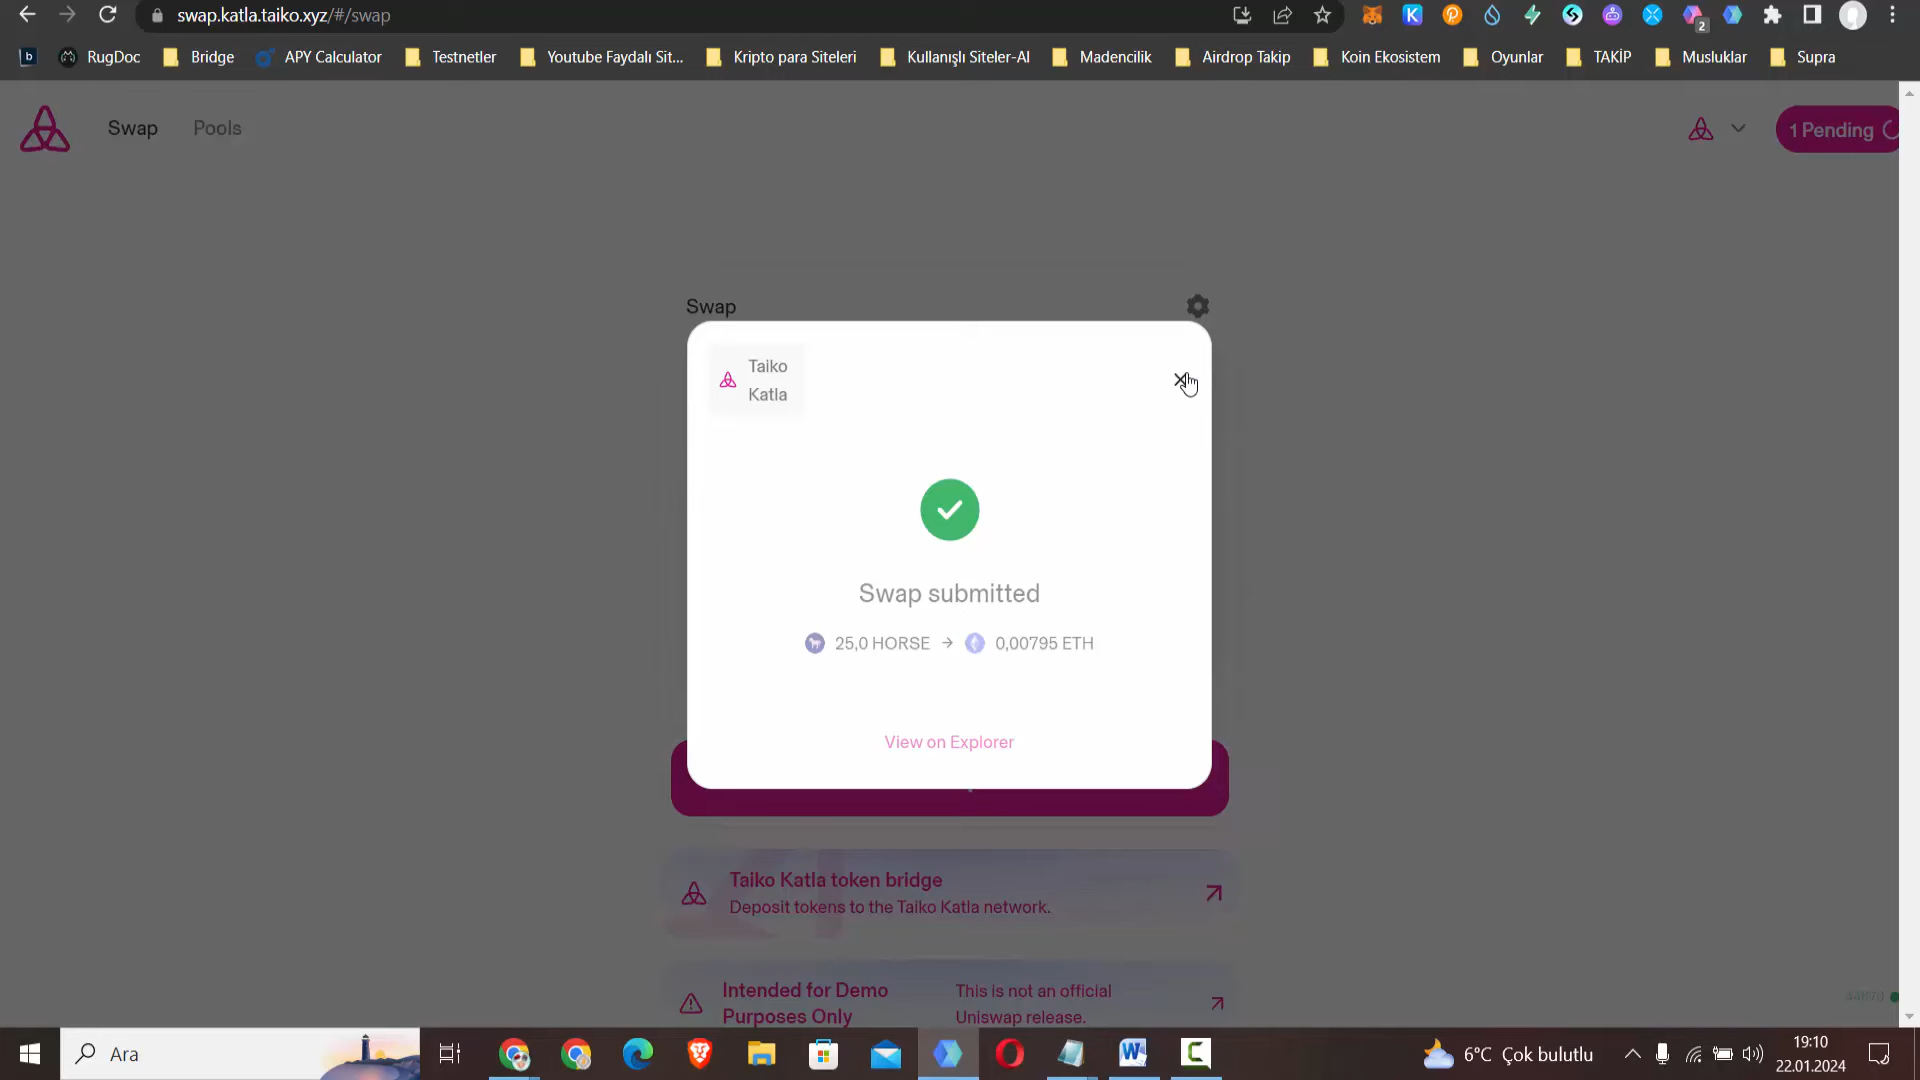 swap.katla.taiko.xyz/#/swap
2
RugDoc
Bridge
APY Calculator
Testnetler
Youtube Faydalı Sit...
Kripto para Siteleri
Kullanışlı Siteler-AI
Madencilik
Airdrop Takip
Koin Ekosistem
Oyunlar
TAKİP
Musluklar
Supra
Swap
Pools
1 Pending
Swap
Taiko
Katla
Swap submitted
25,0 HORSE → 0,00795 ETH
View on Explorer
Taiko Katla token bridge
Deposit tokens to the Taiko Katla network.
Intended for Demo
Purposes Only
This is not an official
Uniswap release.
Ara
6°C Çok bulutlu
19:10
22.01.2024